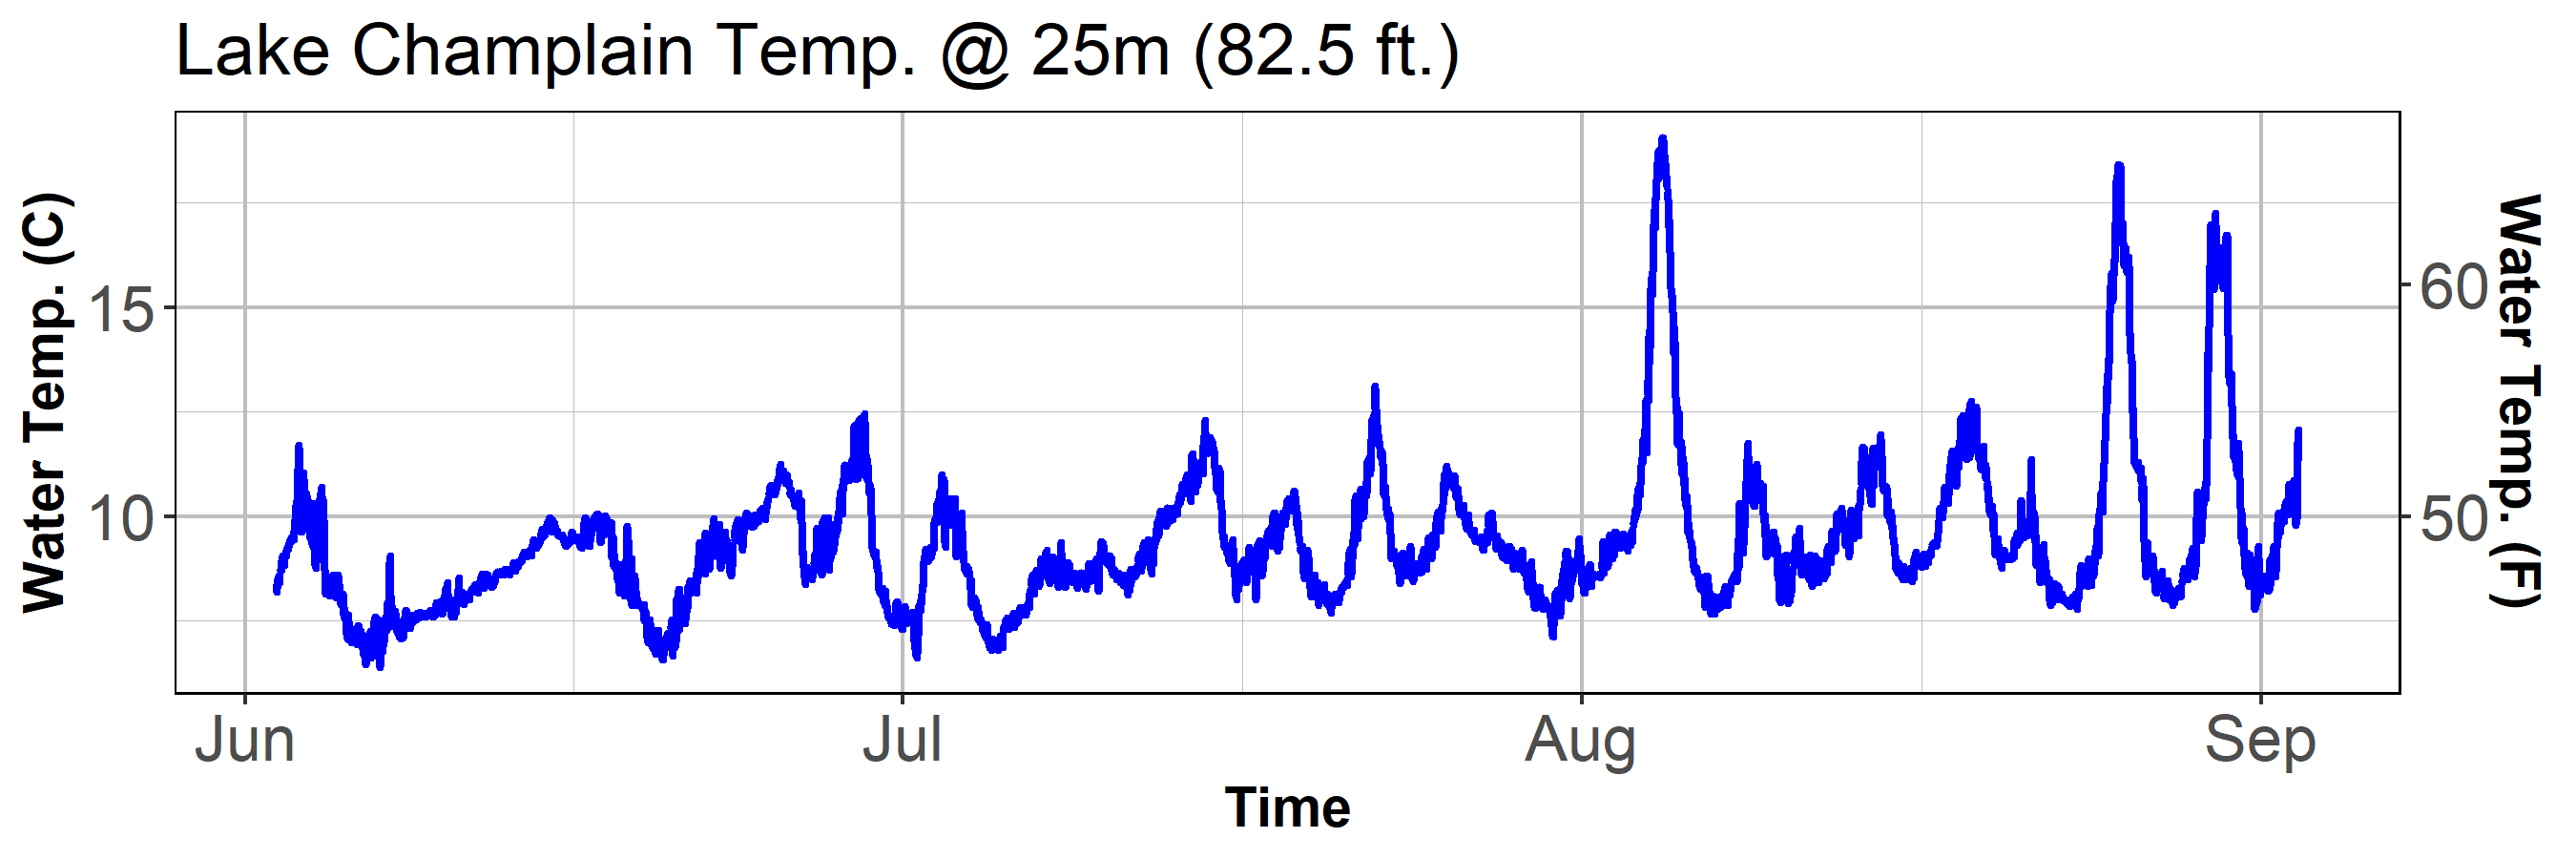 Lake Champlain Temp. @ 25m (82.5 ft.)
Water Temp. (C)
15
10
60
50
Water Temp. (F)
Jun Jul Aug Sep
Time